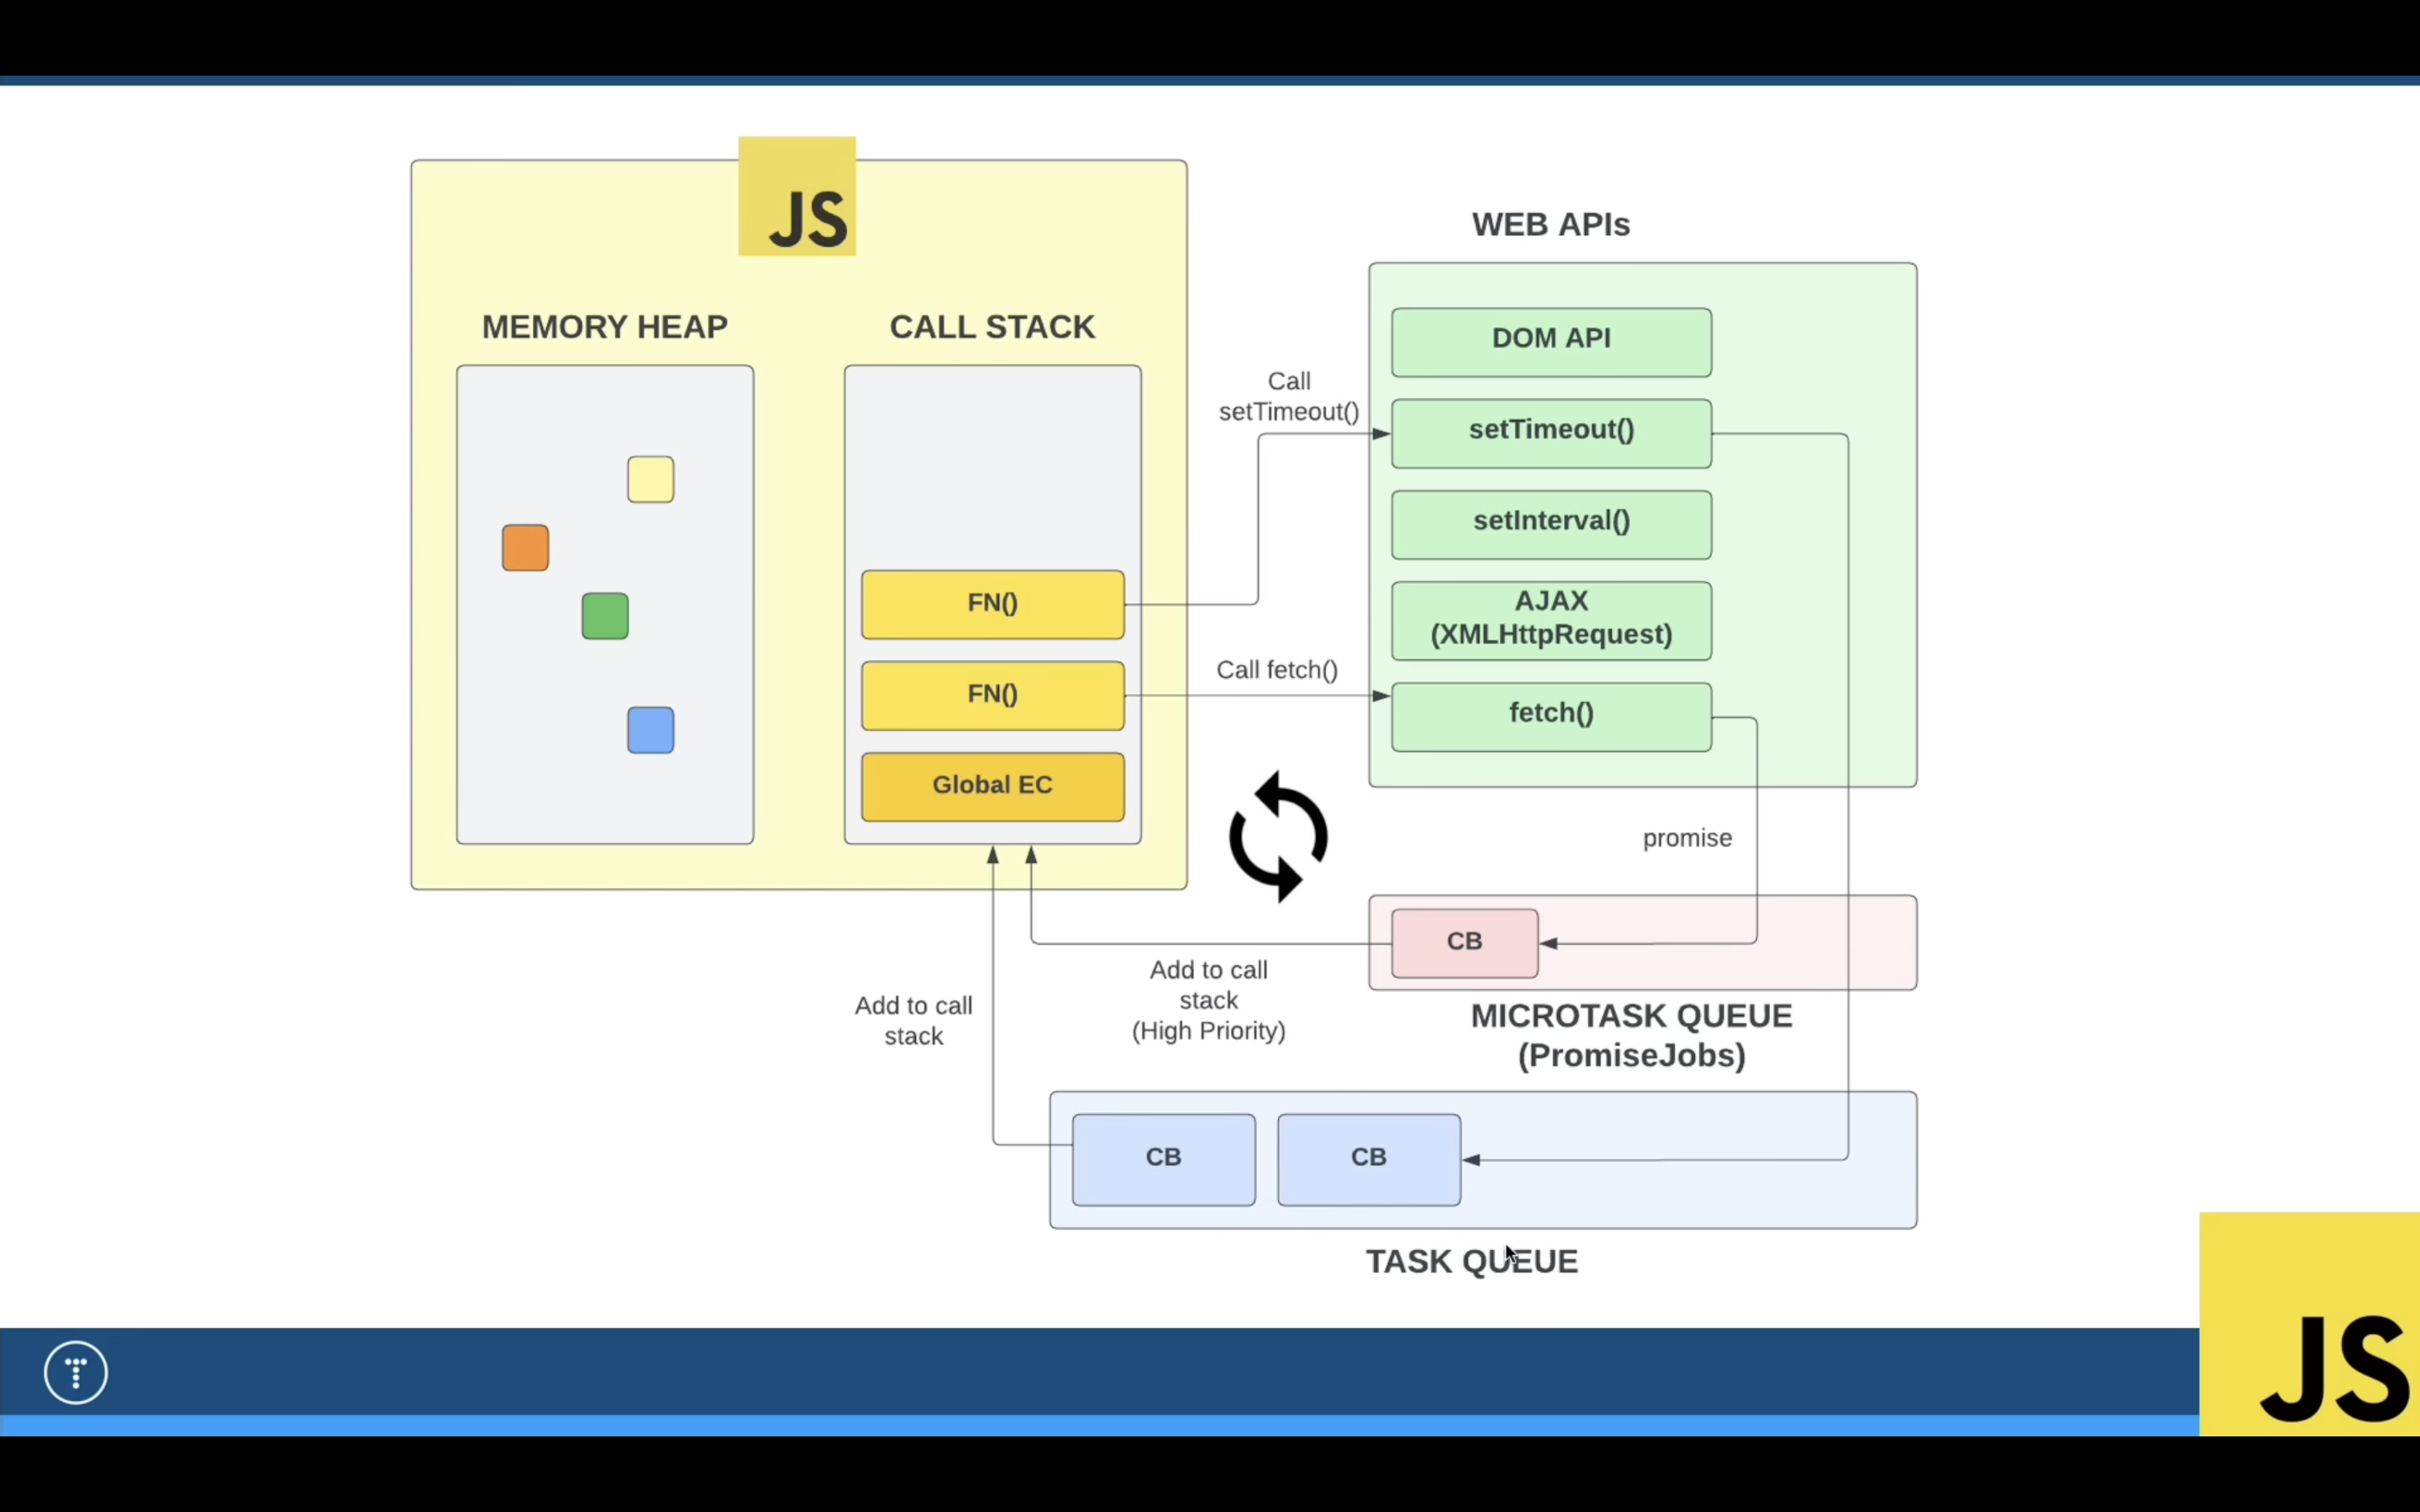 JS
MEMORY HEAP
CALL STACK
FN()
FN()
Global EC
Call
setTimeout()
Call fetch()
WEB APIs
DOM API
setTimeout()
setInterval()
AJAX
(XMLHttpRequest)
fetch()
promise
CB
MICROTASK QUEUE
(PromiseJobs)
Add to call
stack
(High Priority)
Add to call
stack
CB
CB
TASK QUEUE
JS